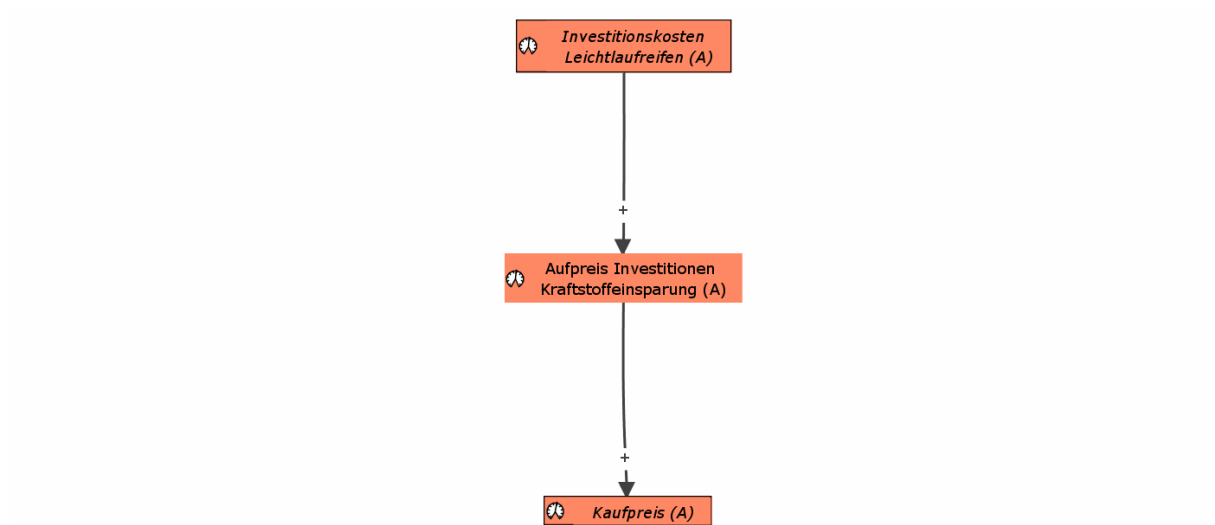 Investitionskosten
Leichtlaufreifen (A)
+
Aufpreis Investitionen
Kraftstoffeinsparung (A)
+
Kaufpreis (A)